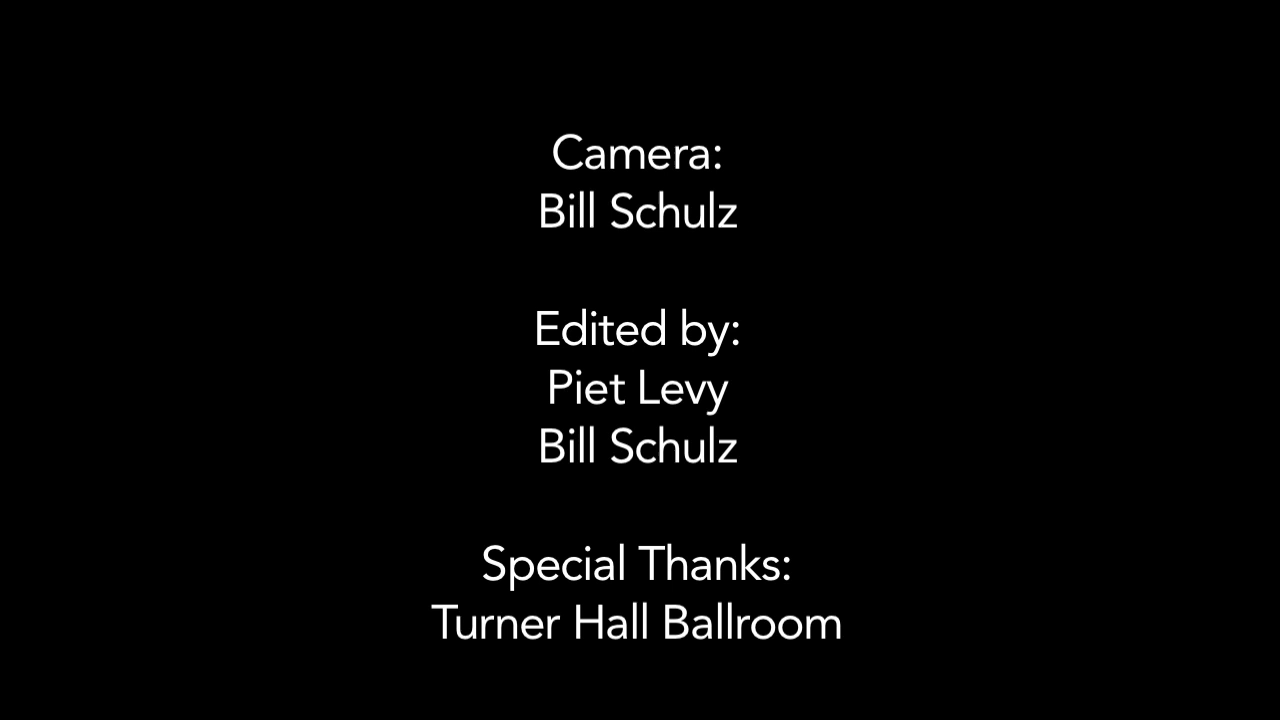 Camera:
Bill Schulz
Edited by:
Piet Levy
Bill Schulz
Special Thanks:
Turner Hall Ballroom